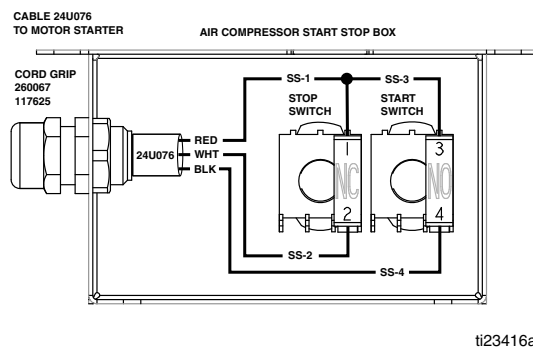 CABLE 24U076
TO MOTOR STARTER
AIR COMPRESSOR START STOP BOX
CORD GRIP
260067
117625
SS-1
SS-3
STOP
SWITCH
START
SWITCH
RED
WHT
BLK
24U076
1
NC
2
3
NO
4
SS-2
SS-4
ti23416a